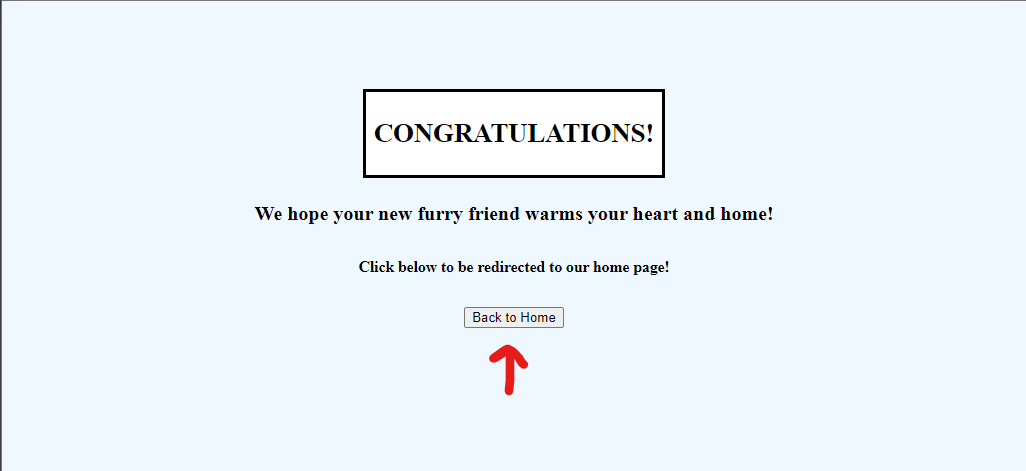 CONGRATULATIONS!
We hope your new furry friend warms your heart and home!
Click below to be redirected to our home page!
Back to Home